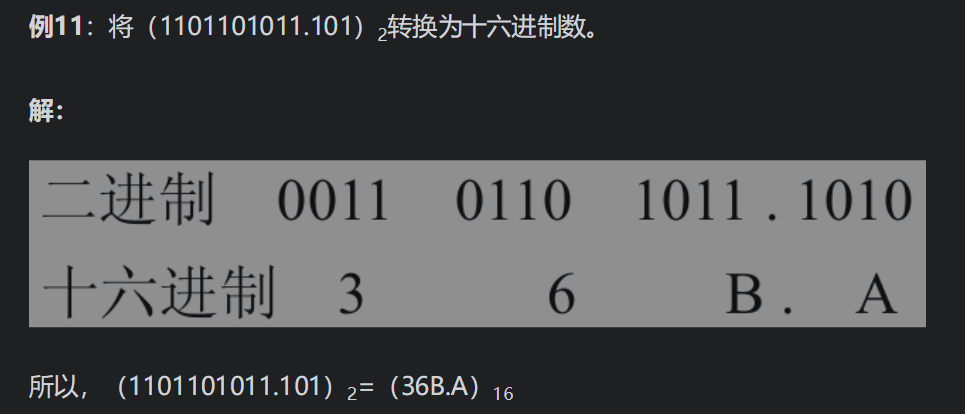 例11：将（1101101011.101）₂转换为十六进制数。
解：
二进制 0011 0110 1011 . 1010
十六进制 3 6 B . A
所以，（1101101011.101）₂=（36B.A）₁₆